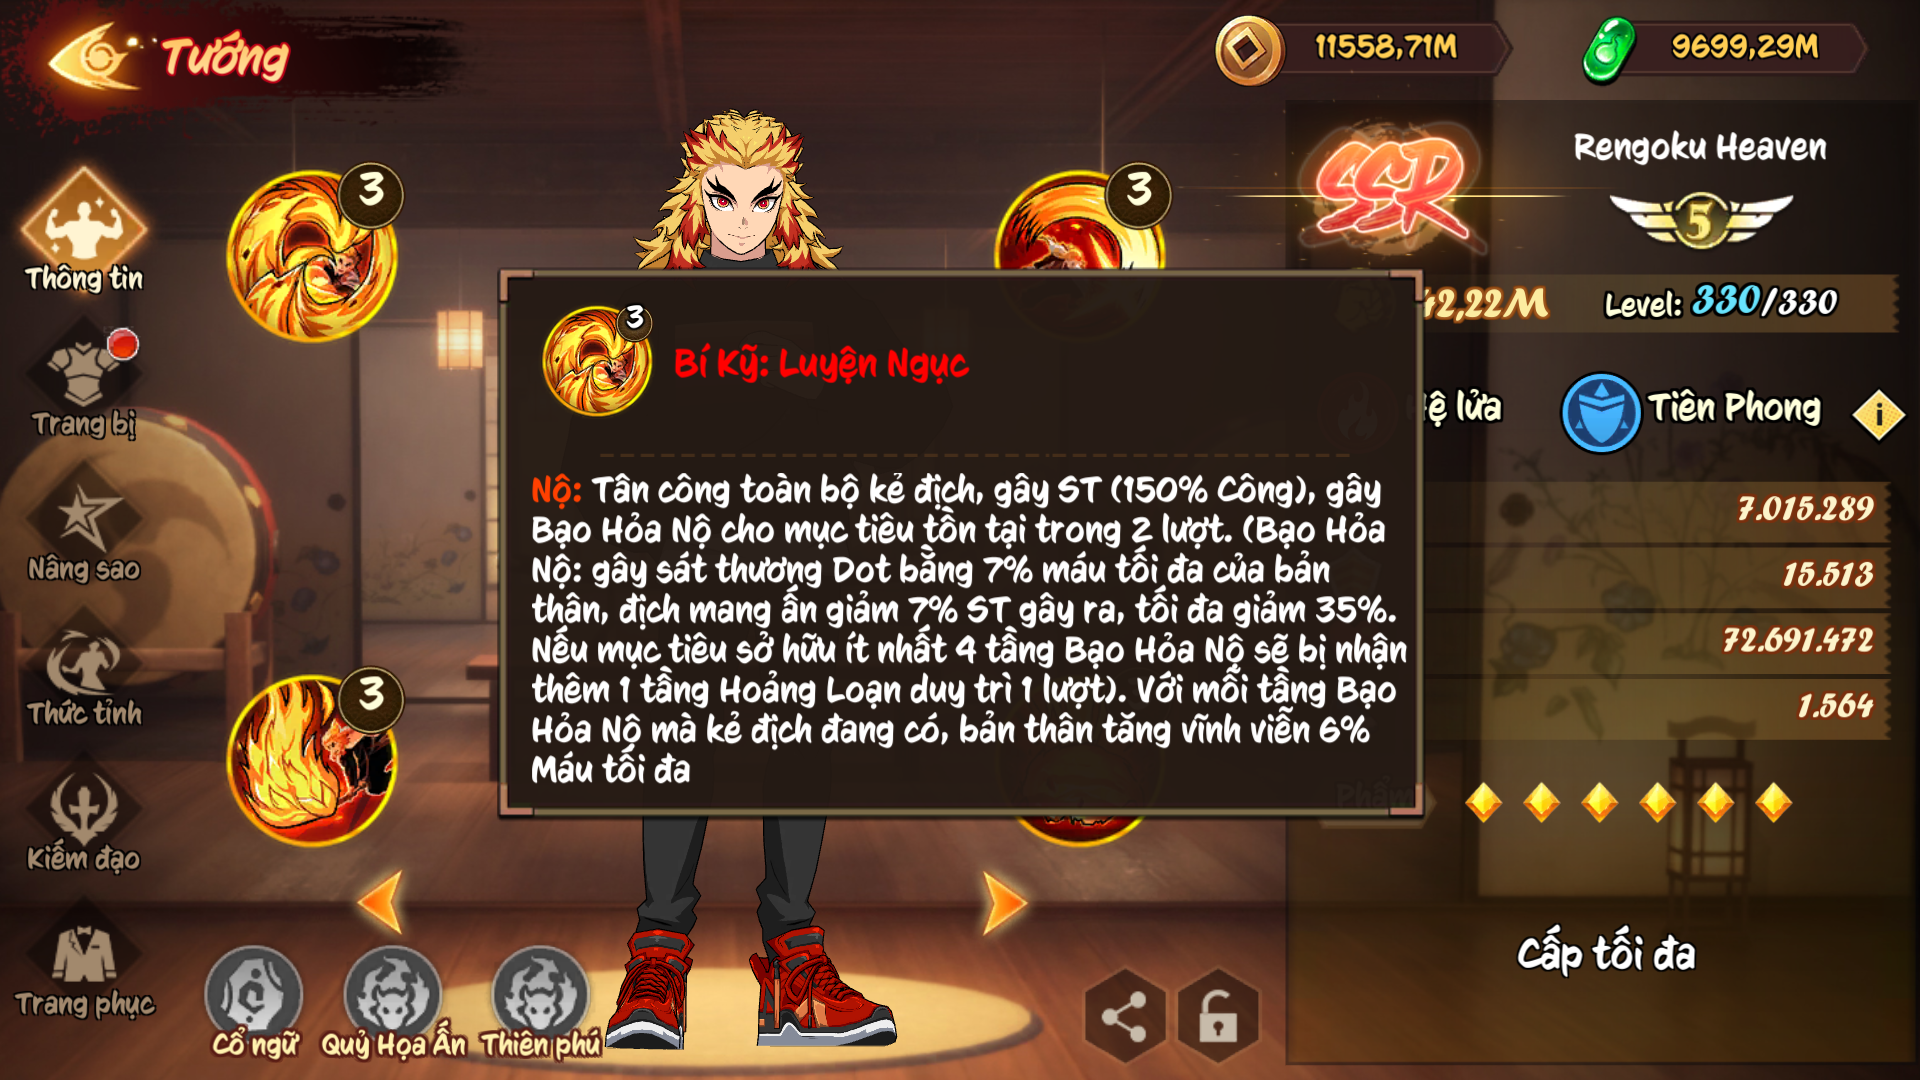 Tướng
11558,71M
9699,29M
Thông tin
Trang bị
Nâng sao
Thức tỉnh
Kiếm đạo
Trang phục
3
3
3
SSR
Rengoku Heaven
5
42,22M
Level: 330/330
Hệ lửa
Tiên Phong
7.015.289
15.513
72.691.472
1.564
Phẩm
Cấp tối đa
3
Bí Kỹ: Luyện Ngục
Nộ: Tấn công toàn bộ kẻ địch, gây ST (150% Công), gây
Bạo Hỏa Nộ cho mục tiêu tồn tại trong 2 lượt. (Bạo Hỏa
Nộ: gây sát thương Dot bằng 7% máu tối đa của bản
thân, địch mang ấn giảm 7% ST gây ra, tối đa giảm 35%.
Nếu mục tiêu sở hữu ít nhất 4 tầng Bạo Hỏa Nộ sẽ bị nhận
thêm 1 tầng Hoảng Loạn duy trì 1 lượt). Với mỗi tầng Bạo
Hỏa Nộ mà kẻ địch đang có, bản thân tăng vĩnh viễn 6%
Máu tối đa
Cổ ngữ
Quỷ Họa Ấn
Thiên phú